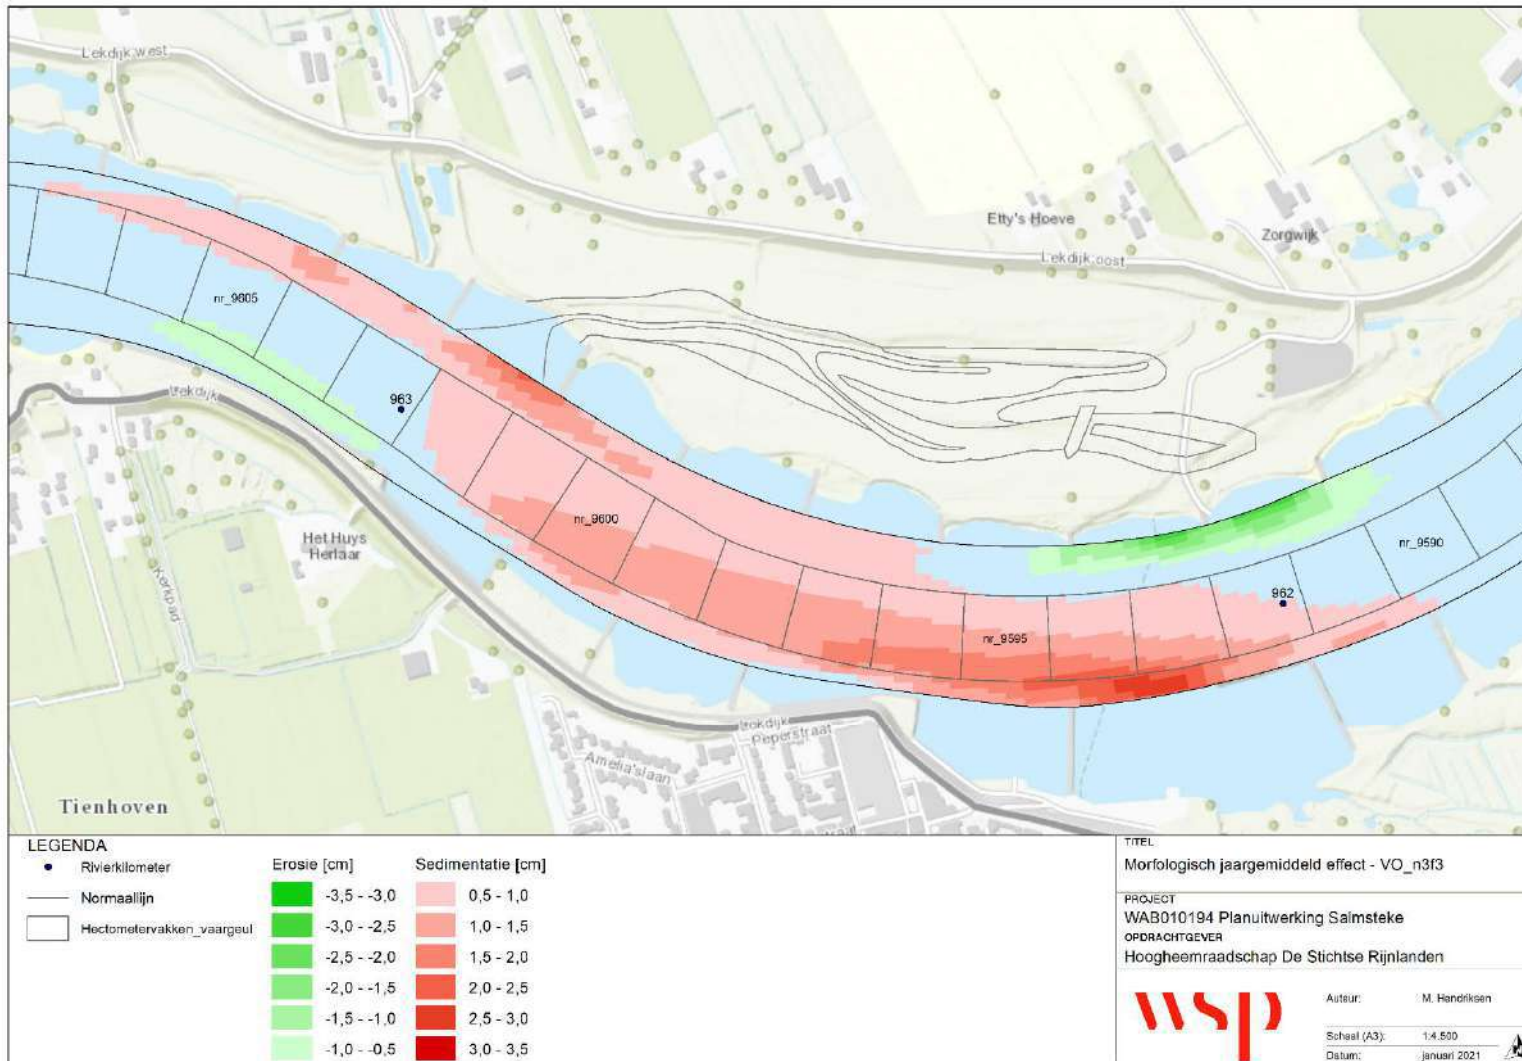 Lekdijk west
Etty's Hoeve
Zorgwijk
Lekdijk oost
nr_9605
963
Lekdijk
nr_9600
Het Huys
Herlaar
Kerkpad
nr_9590
962
nr_9595
Lekdijk
Peperstraat
Amelia'slaan
Tienhoven
LEGENDA
Rivierkilometer
Normaallijn
Hectometervakken_vaargeul
Erosie [cm]
-3,5 - -3,0
-3,0 - -2,5
-2,5 - -2,0
-2,0 - -1,5
-1,5 - -1,0
-1,0 - -0,5
Sedimentatie [cm]
0,5 - 1,0
1,0 - 1,5
1,5 - 2,0
2,0 - 2,5
2,5 - 3,0
3,0 - 3,5
TITEL
Morfologisch jaargemiddeld effect - VO_n3f3
PROJECT
WAB010194 Planuitwerking Salmsteke
OPDRACHTGEVER
Hoogheemraadschap De Stichtse Rijnlanden
wsp
Auteur: M. Hendriksen
Schaal (A3): 1:4.500
Datum: januari 2021